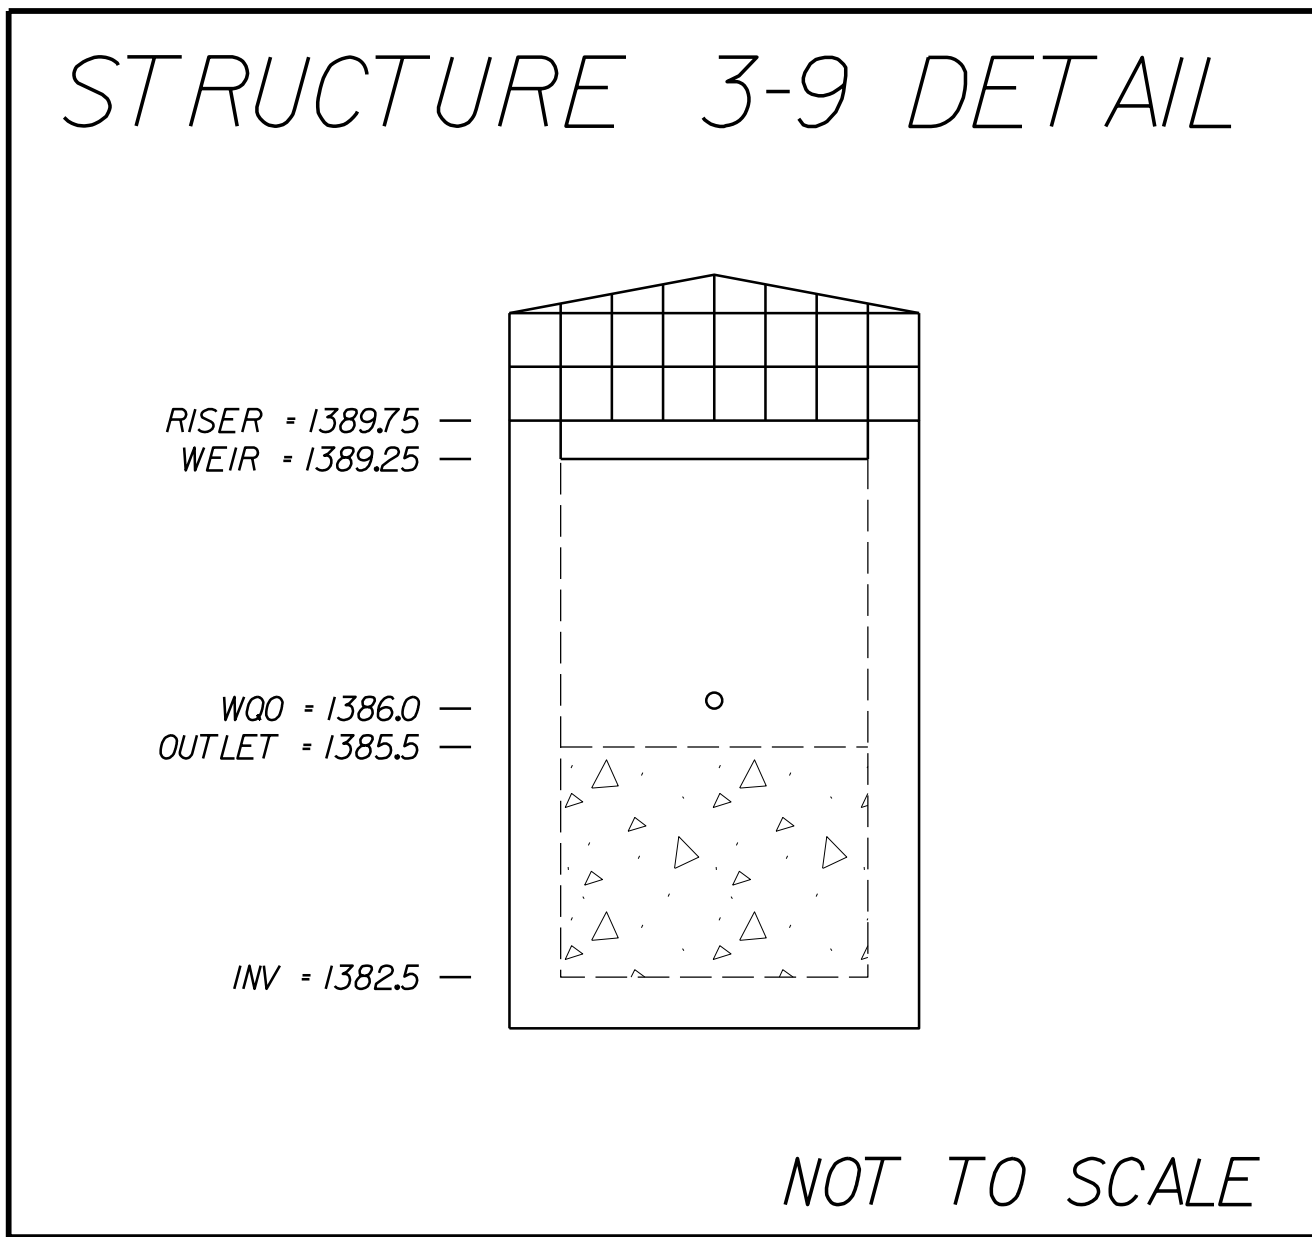 STRUCTURE 3-9 DETAIL
RISER = 1389.75
WEIR = 1389.25
WQO = 1386.0
OUTLET = 1385.5
INV = 1382.5
NOT TO SCALE